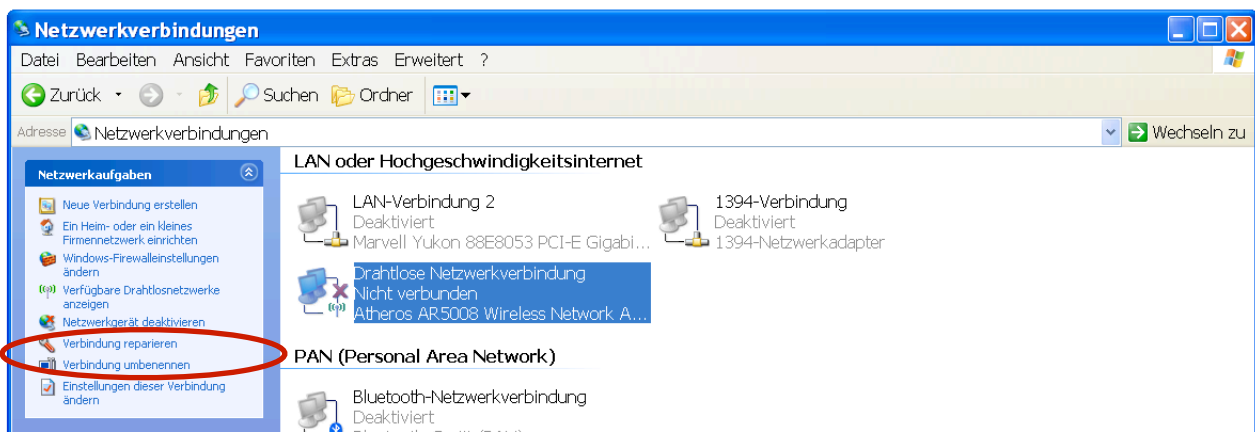 Netzwerkverbindungen
Datei Bearbeiten Ansicht Favoriten Extras Erweitert ?
Zurück Suchen Ordner
Adresse Netzwerkverbindungen Wechseln zu
Netzwerkaufgaben
Neue Verbindung erstellen
Ein Heim- oder ein kleines
Firmennetzwerk einrichten
Windows-Firewalleinstellungen
ändern
Verfügbare Drahtlosnetzwerke
anzeigen
Netzwerkgerät deaktivieren
Verbindung reparieren
Verbindung umbenennen
Einstellungen dieser Verbindung
ändern
LAN oder Hochgeschwindigkeitsinternet
LAN-Verbindung 2
Deaktiviert
Marvell Yukon 88E8053 PCI-E Gigabi...
1394-Verbindung
Deaktiviert
1394-Netzwerkadapter
Drahtlose Netzwerkverbindung
Nicht verbunden
Atheros AR5008 Wireless Network A...
PAN (Personal Area Network)
Bluetooth-Netzwerkverbindung
Deaktiviert